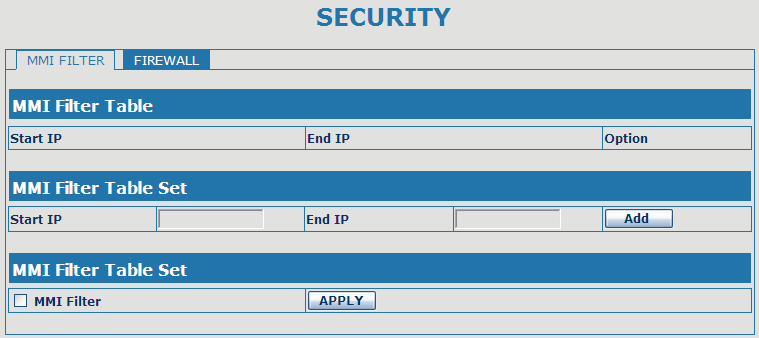 SECURITY
MMI FILTER FIREWALL
MMI Filter Table
Start IP End IP Option
MMI Filter Table Set
Start IP End IP Add
MMI Filter Table Set
MMI Filter APPLY